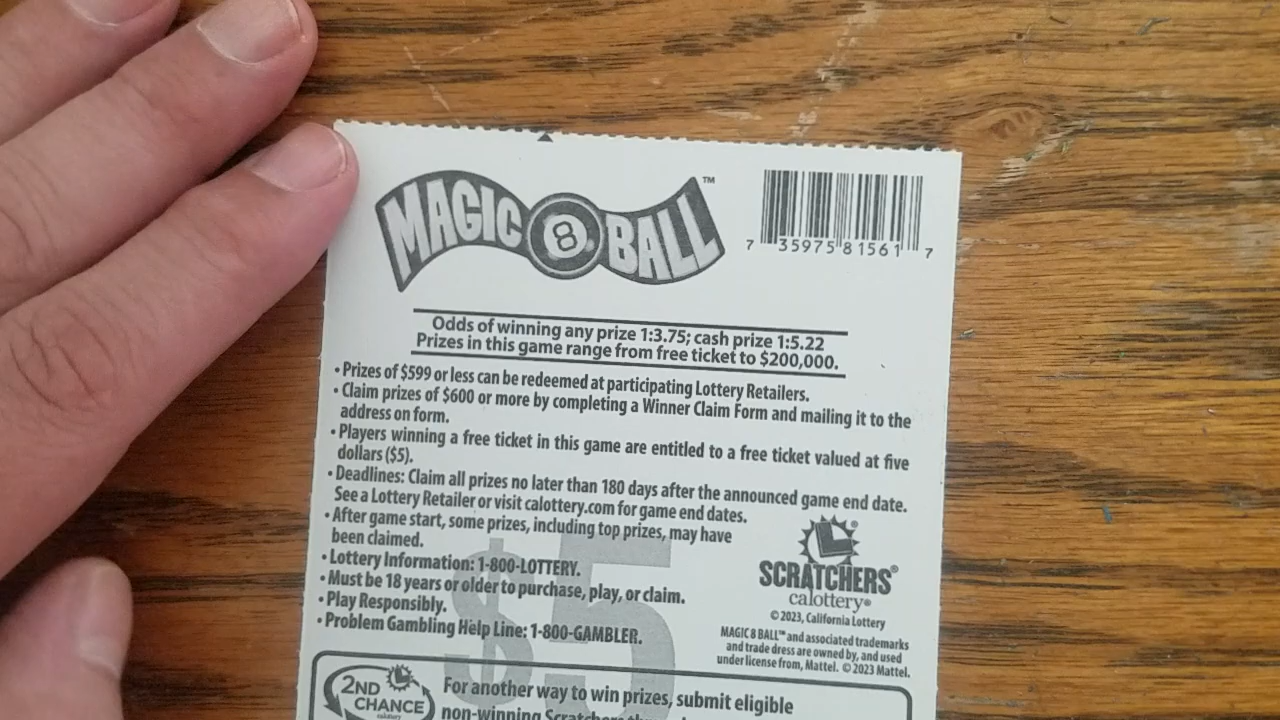 MAGIC 8 BALL™
7 35975 81561 7
Odds of winning any prize 1:3.75; cash prize 1:5.22
Prizes in this game range from free ticket to $200,000.
• Prizes of $599 or less can be redeemed at participating Lottery Retailers.
• Claim prizes of $600 or more by completing a Winner Claim Form and mailing it to the
address on form.
• Players winning a free ticket in this game are entitled to a free ticket valued at five
dollars ($5).
• Deadlines: Claim all prizes no later than 180 days after the announced game end date.
See a Lottery Retailer or visit calottery.com for game end dates.
• After game start, some prizes, including top prizes, may have
been claimed.
• Lottery Information: 1-800-LOTTERY.
• Must be 18 years or older to purchase, play, or claim.
• Play Responsibly.
• Problem Gambling Help Line: 1-800-GAMBLER.
$5
SCRATCHERS®
calottery®
© 2023, California Lottery
MAGIC 8 BALL™ and associated trademarks
and trade dress are owned by, and used
under license from, Mattel. © 2023 Mattel.
2ND
CHANCE
calottery
For another way to win prizes, submit eligible
non-winning Scratchers